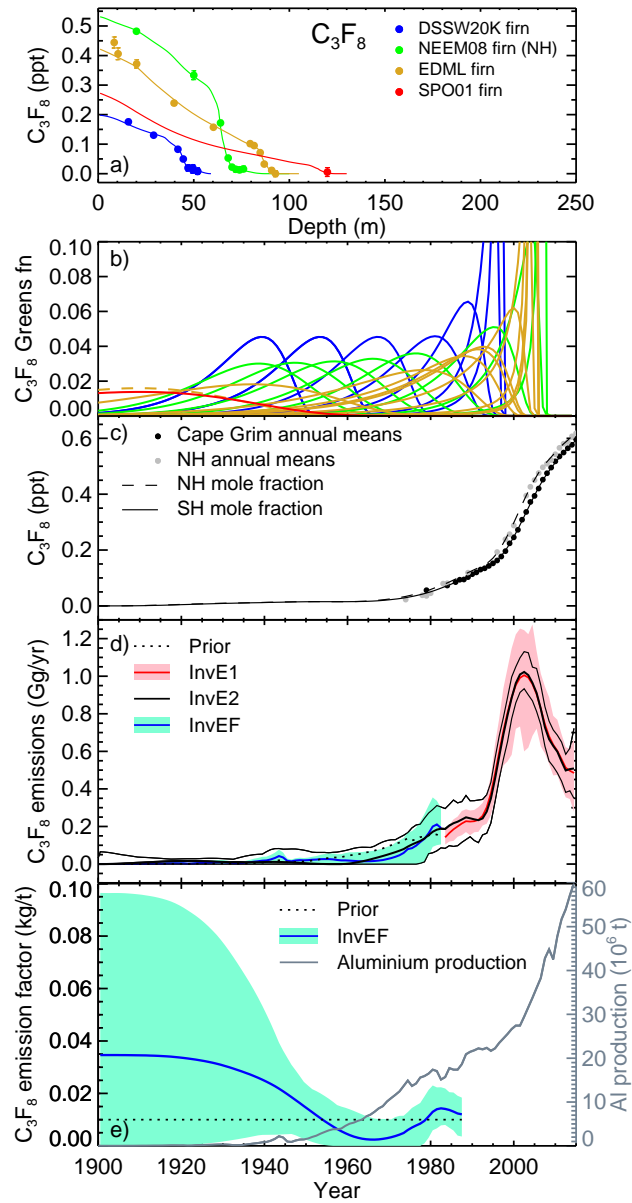 C₃F₈
DSSW20K firn
NEEM08 firn (NH)
EDML firn
SPO01 firn
C₃F₈ (ppt)
0.6
0.5
0.4
0.3
0.2
0.1
0.0
a)
0 50 100 150 200 250
Depth (m)
b)
C₃F₈ Greens fn
0.10
0.08
0.06
0.04
0.02
0.00
c)
Cape Grim annual means
NH annual means
NH mole fraction
SH mole fraction
C₃F₈ (ppt)
0.6
0.4
0.2
0.0
d)
Prior
InvE1
InvE2
InvEF
C₃F₈ emissions (Gg/yr)
1.2
1.0
0.8
0.6
0.4
0.2
0.0
C₃F₈ emission factor (kg/t)
0.10
0.08
0.06
0.04
0.02
0.00
Prior
InvEF
Aluminium production
60
50
40
30
20
10
0
Al production (10⁶ t)
e)
1900 1920 1940 1960 1980 2000
Year